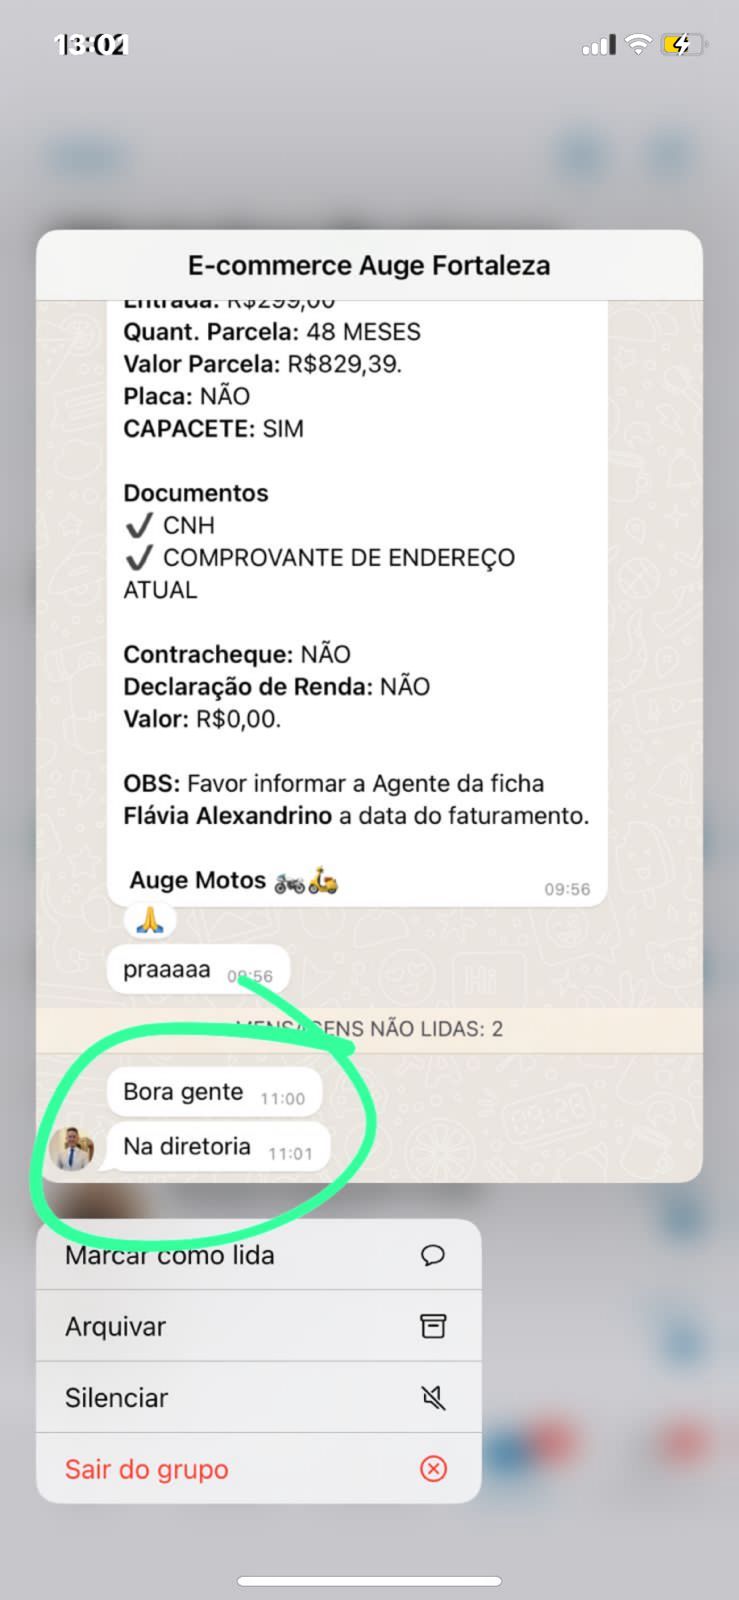 E-commerce Auge Fortaleza
Entrada: R$299,00
Quant. Parcela: 48 MESES
Valor Parcela: R$829,39.
Placa: NÃO
CAPACETE: SIM
Documentos
✔️ CNH
✔️ COMPROVANTE DE ENDEREÇO
ATUAL
Contracheque: NÃO
Declaração de Renda: NÃO
Valor: R$0,00.
OBS: Favor informar a Agente da ficha
Flávia Alexandrino a data do faturamento.
Auge Motos 🏍️🛵 09:56
🙏
praaaaa 09:56
MENSAGENS NÃO LIDAS: 2
Bora gente 11:00
Na diretoria 11:01
Marcar como lida
Arquivar
Silenciar
Sair do grupo